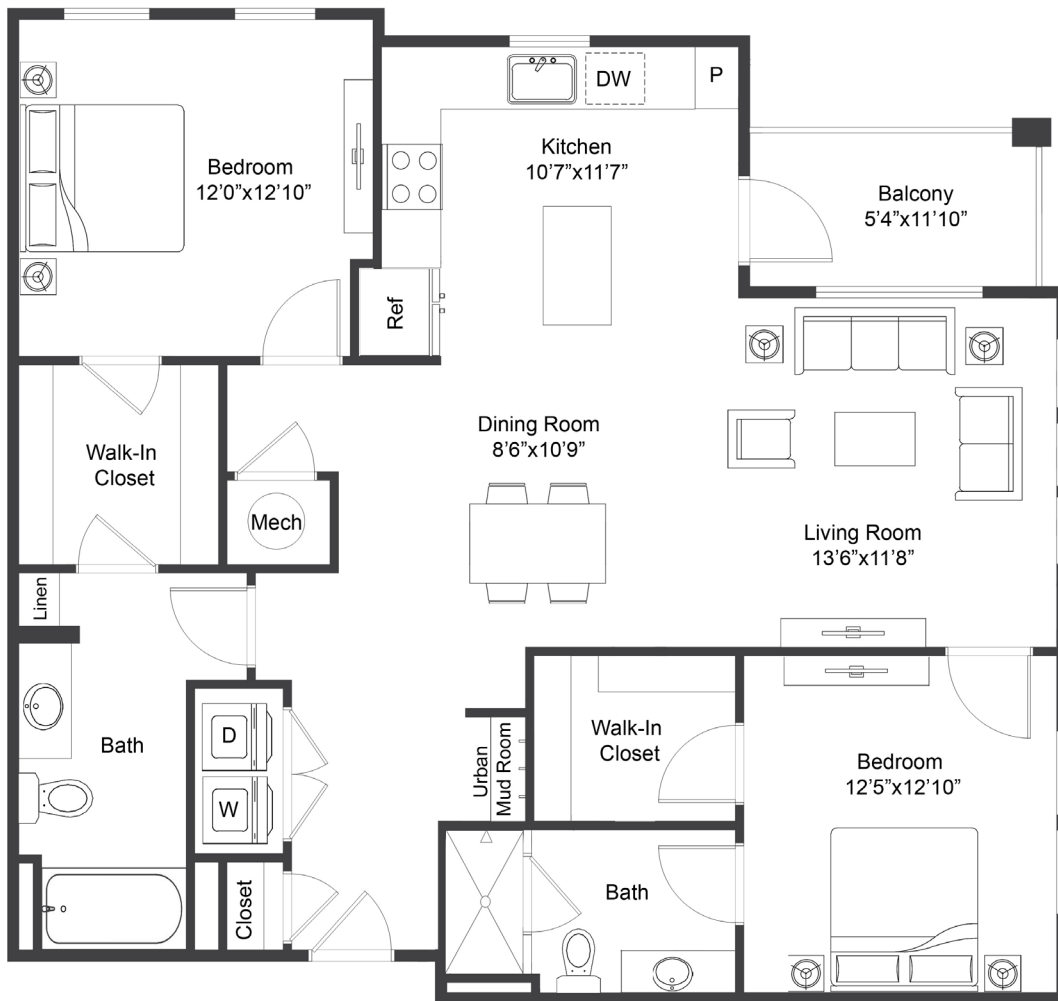 DW
P
Kitchen
10’7”x11’7”
Bedroom
12’0”x12’10”
Balcony
5’4”x11’10”
Ref
Dining Room
8’6”x10’9”
Walk-In
Closet
Mech
Living Room
13’6”x11’8”
Linen
D
W
Bath
Urban
Mud Room
Walk-In
Closet
Bedroom
12’5”x12’10”
Closet
Bath